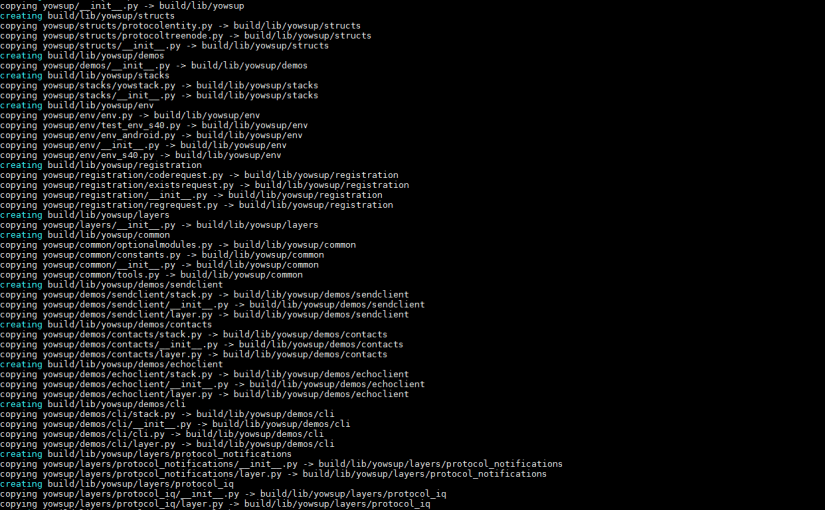 copying yowsup/__init__.py -> build/lib/yowsup
creating build/lib/yowsup/structs
copying yowsup/structs/protocolentity.py -> build/lib/yowsup/structs
copying yowsup/structs/protocoltreenode.py -> build/lib/yowsup/structs
copying yowsup/structs/__init__.py -> build/lib/yowsup/structs
creating build/lib/yowsup/demos
copying yowsup/demos/__init__.py -> build/lib/yowsup/demos
creating build/lib/yowsup/stacks
copying yowsup/stacks/yowstack.py -> build/lib/yowsup/stacks
copying yowsup/stacks/__init__.py -> build/lib/yowsup/stacks
creating build/lib/yowsup/env
copying yowsup/env/env.py -> build/lib/yowsup/env
copying yowsup/env/test_env_s40.py -> build/lib/yowsup/env
copying yowsup/env/env_android.py -> build/lib/yowsup/env
copying yowsup/env/__init__.py -> build/lib/yowsup/env
copying yowsup/env/env_s40.py -> build/lib/yowsup/env
creating build/lib/yowsup/registration
copying yowsup/registration/coderequest.py -> build/lib/yowsup/registration
copying yowsup/registration/existsrequest.py -> build/lib/yowsup/registration
copying yowsup/registration/__init__.py -> build/lib/yowsup/registration
copying yowsup/registration/regrequest.py -> build/lib/yowsup/registration
creating build/lib/yowsup/layers
copying yowsup/layers/__init__.py -> build/lib/yowsup/layers
creating build/lib/yowsup/common
copying yowsup/common/optionalmodules.py -> build/lib/yowsup/common
copying yowsup/common/constants.py -> build/lib/yowsup/common
copying yowsup/common/__init__.py -> build/lib/yowsup/common
copying yowsup/common/tools.py -> build/lib/yowsup/common
creating build/lib/yowsup/demos/sendclient
copying yowsup/demos/sendclient/stack.py -> build/lib/yowsup/demos/sendclient
copying yowsup/demos/sendclient/__init__.py -> build/lib/yowsup/demos/sendclient
copying yowsup/demos/sendclient/layer.py -> build/lib/yowsup/demos/sendclient
creating build/lib/yowsup/demos/contacts
copying yowsup/demos/contacts/stack.py -> build/lib/yowsup/demos/contacts
copying yowsup/demos/contacts/__init__.py -> build/lib/yowsup/demos/contacts
copying yowsup/demos/contacts/layer.py -> build/lib/yowsup/demos/contacts
creating build/lib/yowsup/demos/echoclient
copying yowsup/demos/echoclient/stack.py -> build/lib/yowsup/demos/echoclient
copying yowsup/demos/echoclient/__init__.py -> build/lib/yowsup/demos/echoclient
copying yowsup/demos/echoclient/layer.py -> build/lib/yowsup/demos/echoclient
creating build/lib/yowsup/demos/cli
copying yowsup/demos/cli/stack.py -> build/lib/yowsup/demos/cli
copying yowsup/demos/cli/__init__.py -> build/lib/yowsup/demos/cli
copying yowsup/demos/cli/cli.py -> build/lib/yowsup/demos/cli
copying yowsup/demos/cli/layer.py -> build/lib/yowsup/demos/cli
creating build/lib/yowsup/layers/protocol_notifications
copying yowsup/layers/protocol_notifications/__init__.py -> build/lib/yowsup/layers/protocol_notifications
copying yowsup/layers/protocol_notifications/layer.py -> build/lib/yowsup/layers/protocol_notifications
creating build/lib/yowsup/layers/protocol_iq
copying yowsup/layers/protocol_iq/__init__.py -> build/lib/yowsup/layers/protocol_iq
copying yowsup/layers/protocol_iq/layer.py -> build/lib/yowsup/layers/protocol_iq